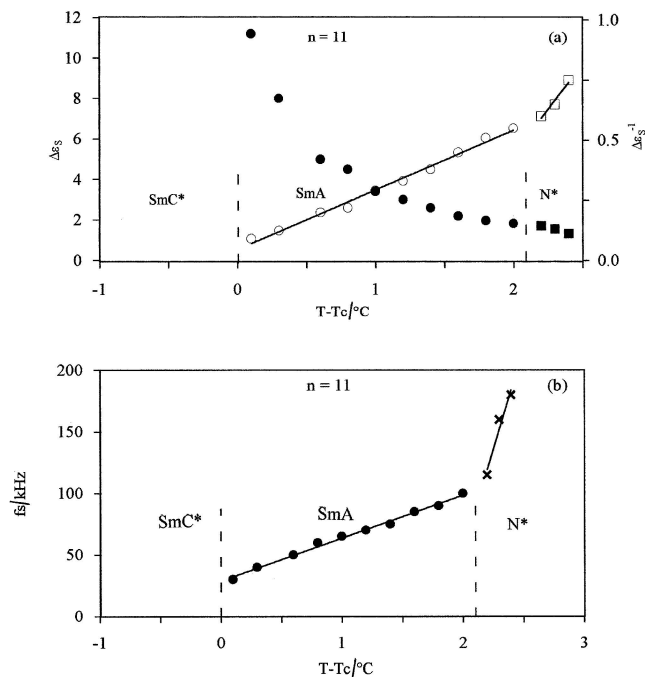 12
n = 11
(a)
1.0
10
8
6
4
2
0
ΔεS
0.5
0.0
ΔεS-1
SmC*
SmA
N*
-1
0
1
2
T-Tc/°C
200
n = 11
(b)
150
100
50
0
fs/kHz
SmC*
SmA
N*
-1
0
1
2
3
T-Tc/°C